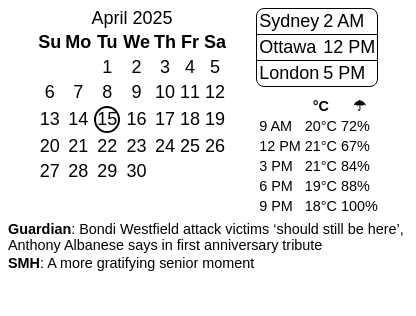 April 2025
Su Mo Tu We Th Fr Sa
1 2 3 4 5
6 7 8 9 10 11 12
13 14 15 16 17 18 19
20 21 22 23 24 25 26
27 28 29 30
Sydney 2 AM
Ottawa 12 PM
London 5 PM
°C ☂
9 AM 20°C 72%
12 PM 21°C 67%
3 PM 21°C 84%
6 PM 19°C 88%
9 PM 18°C 100%
Guardian: Bondi Westfield attack victims ‘should still be here’,
Anthony Albanese says in first anniversary tribute
SMH: A more gratifying senior moment